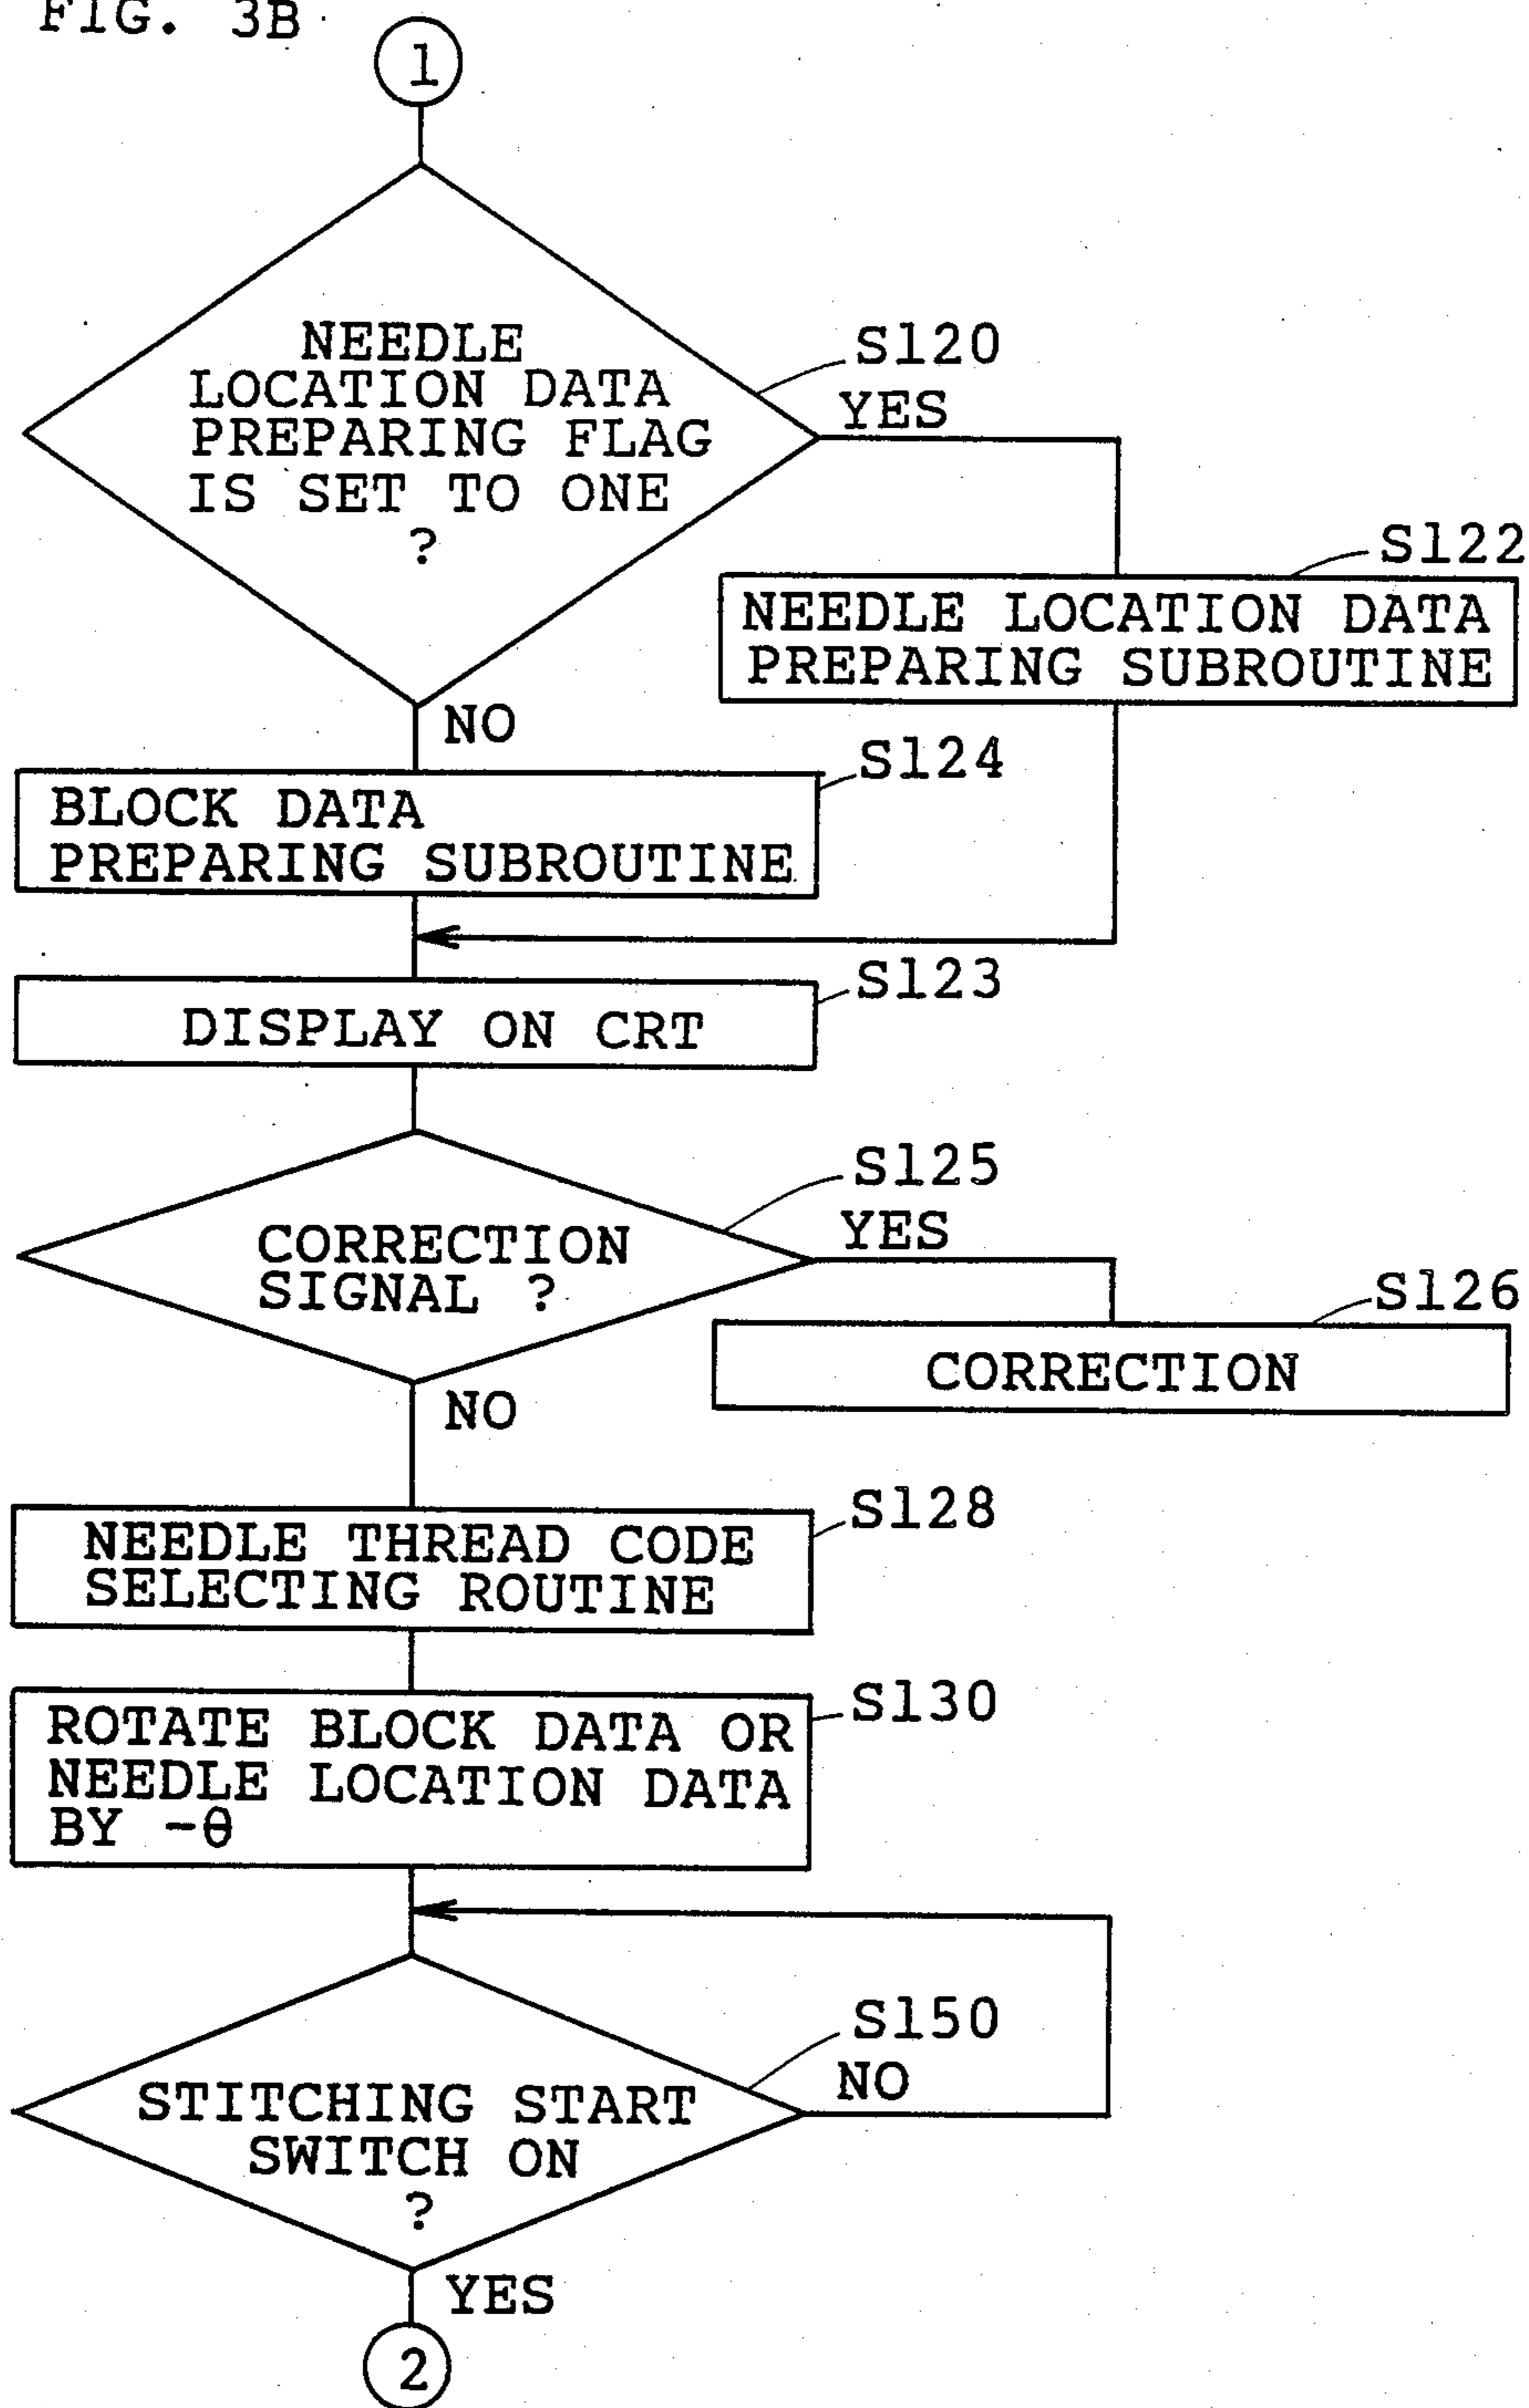 FIG. 3B
1
NEEDLE
LOCATION DATA
PREPARING FLAG
IS SET TO ONE
?
S120
YES
S122
NEEDLE LOCATION DATA
PREPARING SUBROUTINE
NO
S124
BLOCK DATA
PREPARING SUBROUTINE
S123
DISPLAY ON CRT
S125
YES
CORRECTION
SIGNAL ?
S126
CORRECTION
NO
S128
NEEDLE THREAD CODE
SELECTING ROUTINE
S130
ROTATE BLOCK DATA OR
NEEDLE LOCATION DATA
BY -θ
S150
NO
STITCHING START
SWITCH ON
?
YES
2